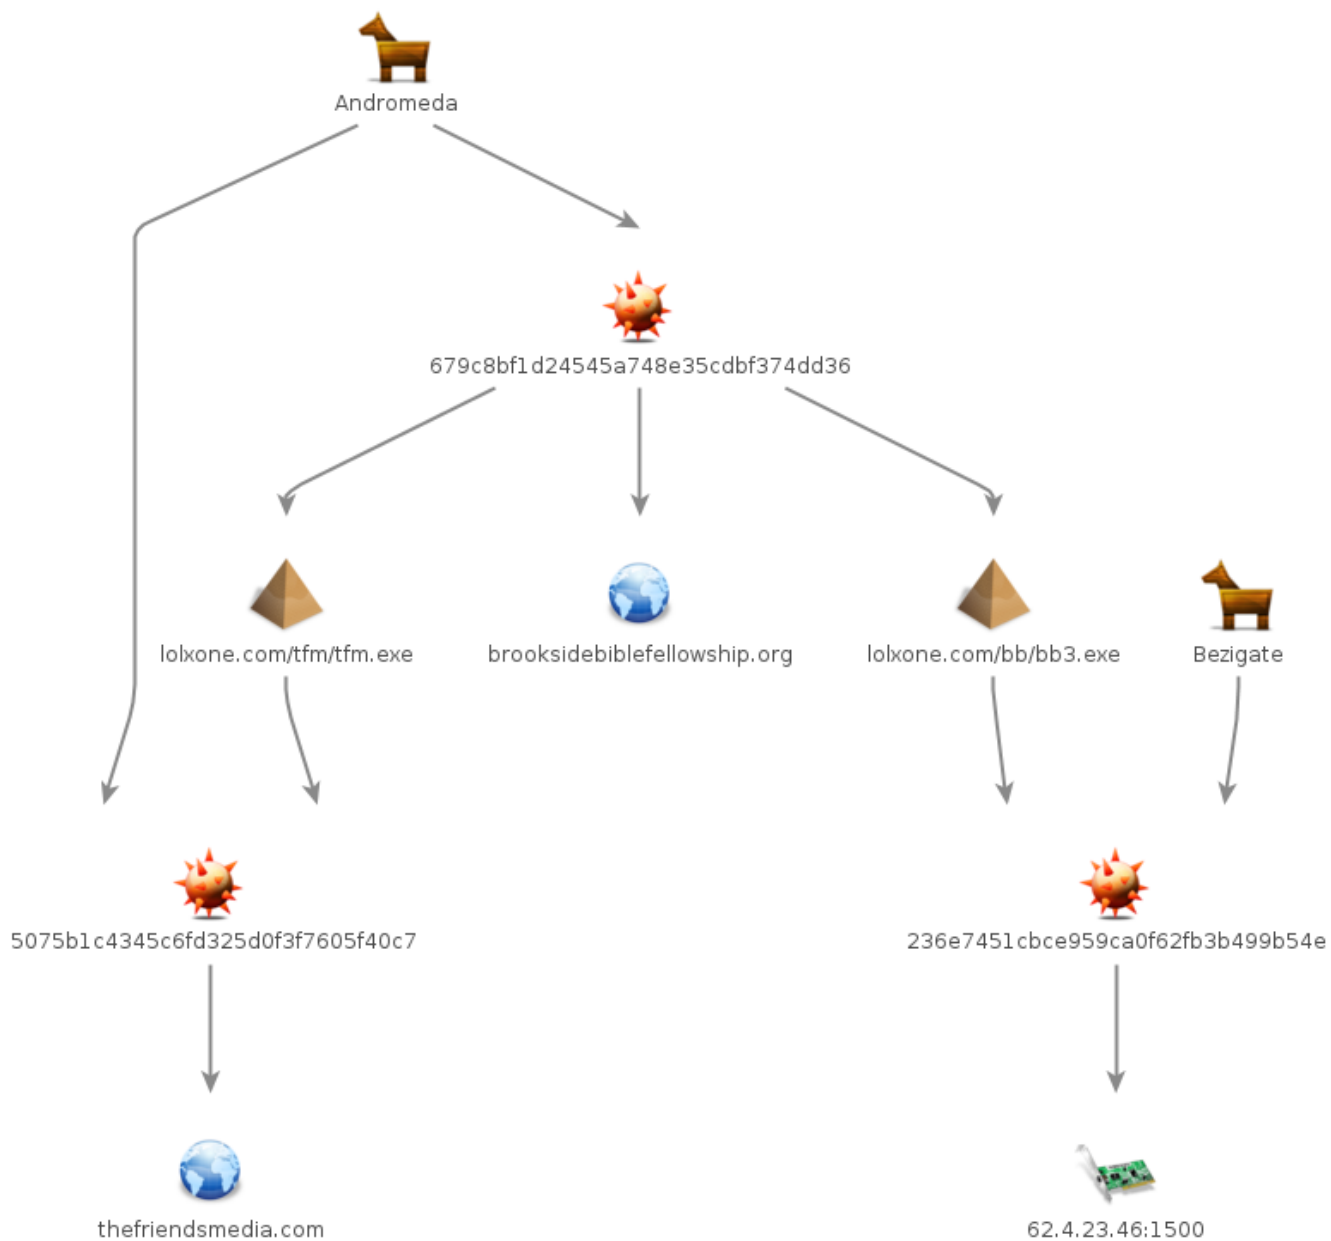 Andromeda
679c8bf1d24545a748e35cdbf374dd36
lolxone.com/tfm/tfm.exe
brooksidebiblefellowship.org
lolxone.com/bb/bb3.exe
Bezigate
5075b1c4345c6fd325d0f3f7605f40c7
236e7451cbce959ca0f62fb3b499b54e
thefriendsmedia.com
62.4.23.46:1500